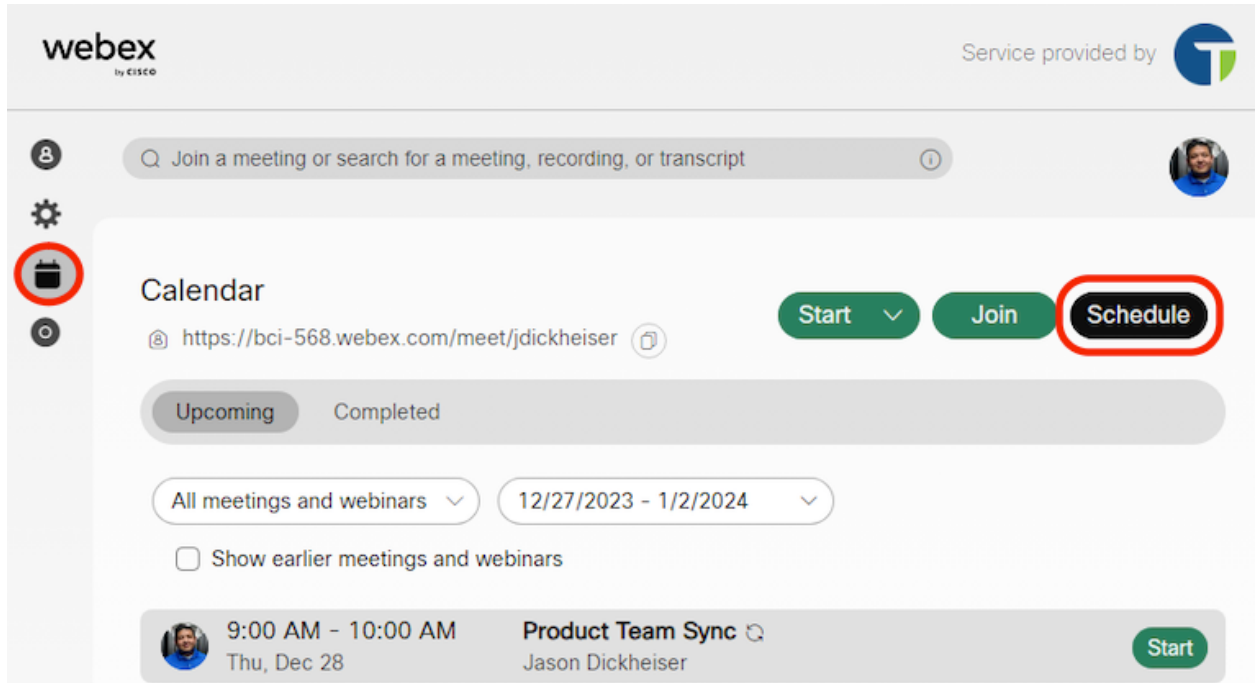 webex
by CISCO
Service provided by
Join a meeting or search for a meeting, recording, or transcript
Calendar
Start
Join
Schedule
https://bci-568.webex.com/meet/jdickheiser
Upcoming
Completed
All meetings and webinars
12/27/2023 - 1/2/2024
Show earlier meetings and webinars
9:00 AM - 10:00 AM
Product Team Sync
Start
Thu, Dec 28
Jason Dickheiser